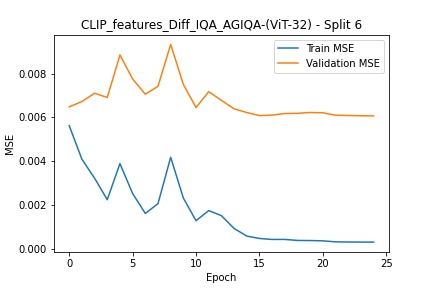 CLIP_features_Diff_IQA_AGIQA-(ViT-32) - Split 6
Train MSE
Validation MSE
MSE
0.008
0.006
0.004
0.002
0.000
0 5 10 15 20 25
Epoch